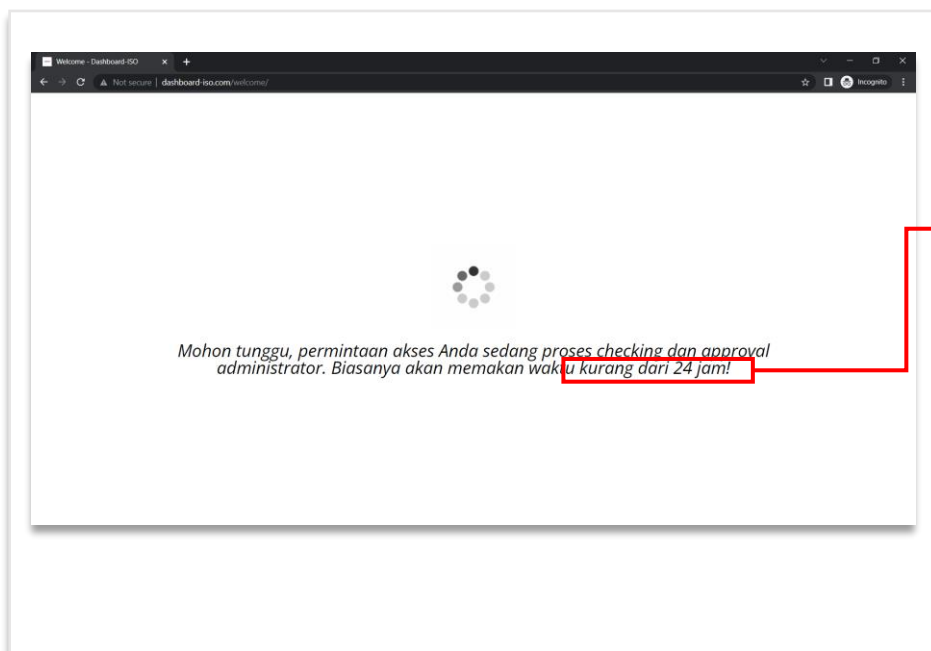 Welcome - Dashboard-ISO
Not secure | dashboard-iso.com/welcome/
Incognito
Mohon tunggu, permintaan akses Anda sedang proses checking dan approval
administrator. Biasanya akan memakan waktu kurang dari 24 jam!